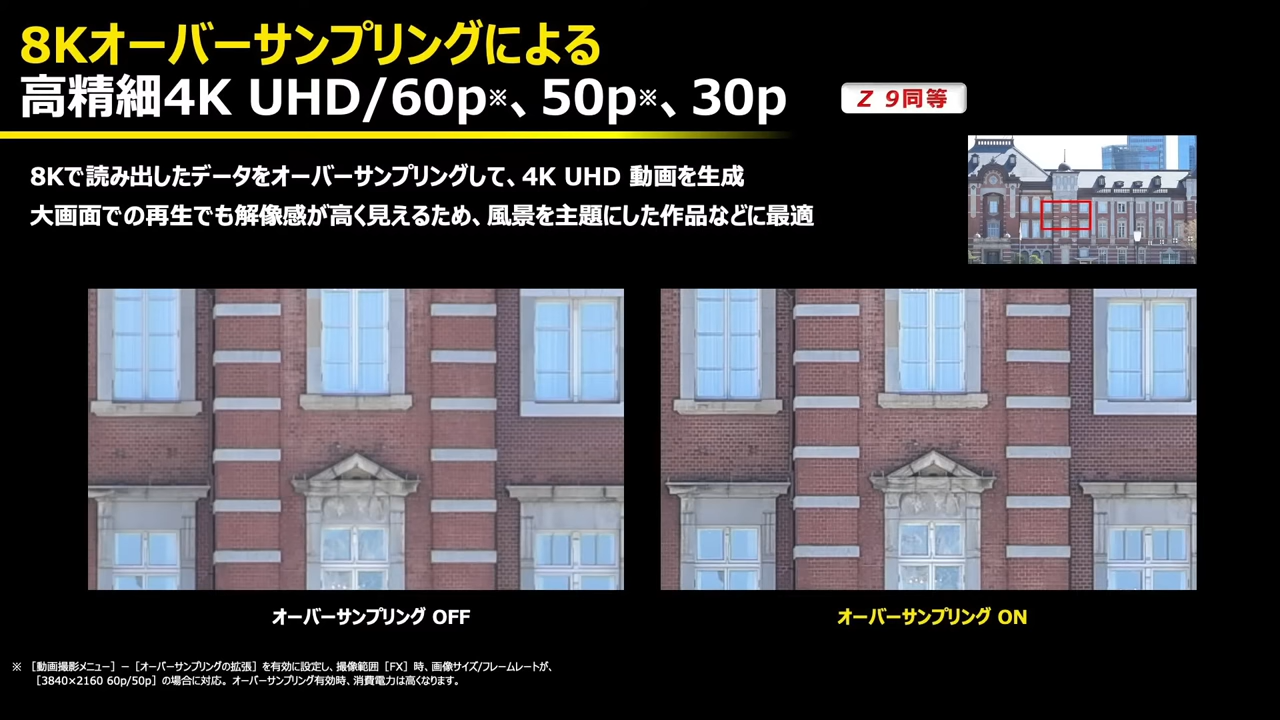 8Kオーバーサンプリングによる
高精細4K UHD/60p※、50p※、30p
Z 9同等
8Kで読み出したデータをオーバーサンプリングして、4K UHD 動画を生成
大画面での再生でも解像感が高く見えるため、風景を主題にした作品などに最適
オーバーサンプリング OFF
オーバーサンプリング ON
※ ［動画撮影メニュー］－［オーバーサンプリングの拡張］を有効に設定し、撮像範囲［FX］時、画像サイズ/フレームレートが、
［3840×2160 60p/50p］の場合に対応。オーバーサンプリング有効時、消費電力は高くなります。